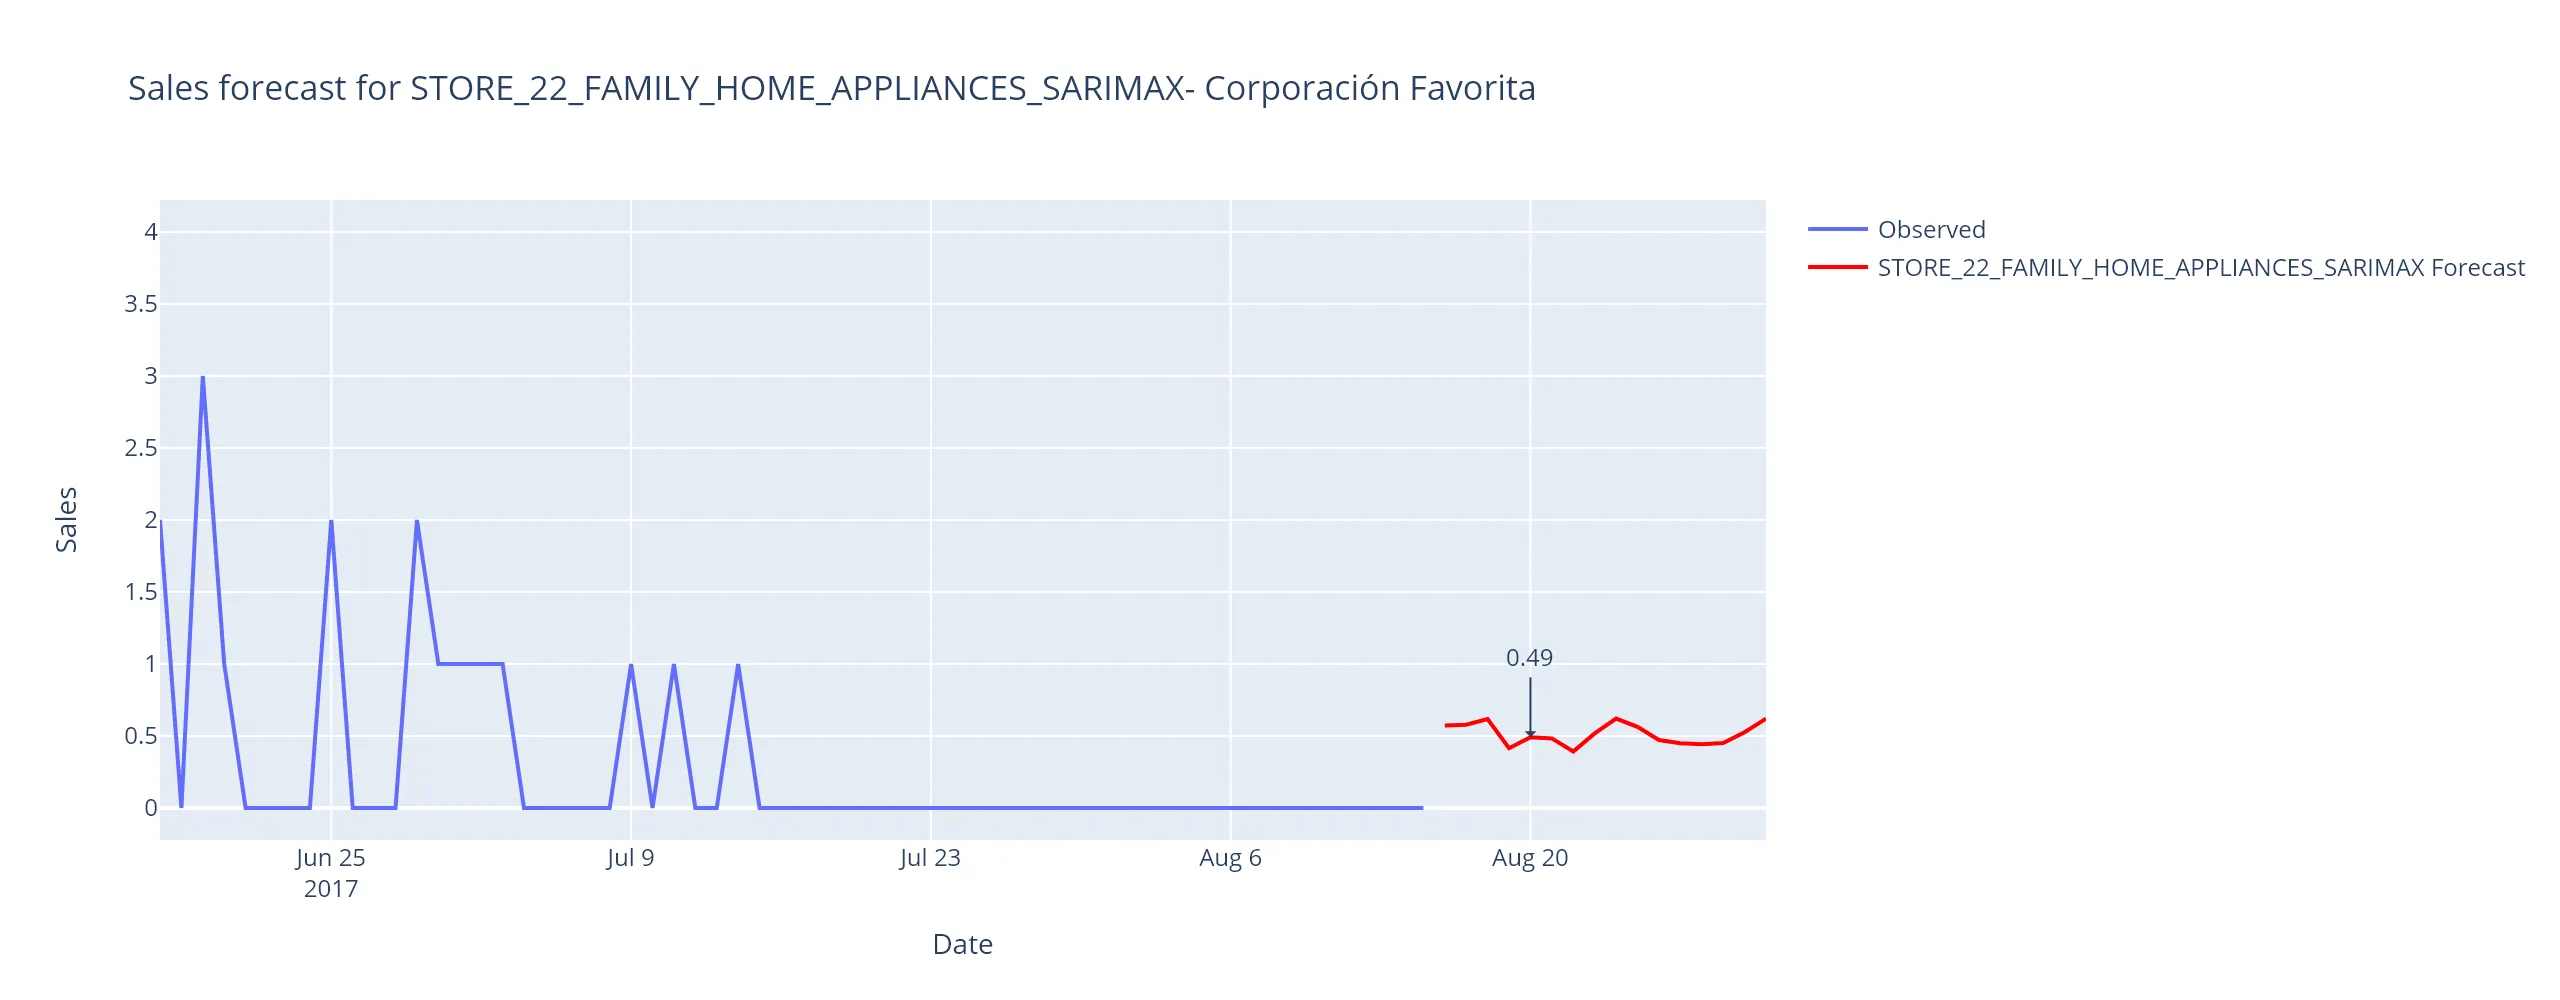 Sales forecast for STORE_22_FAMILY_HOME_APPLIANCES_SARIMAX- Corporación Favorita
Observed
STORE_22_FAMILY_HOME_APPLIANCES_SARIMAX Forecast
4
3.5
3
2.5
2
1.5
1
0.5
0
Sales
0.49
Jun 25
2017
Jul 9
Jul 23
Aug 6
Aug 20
Date